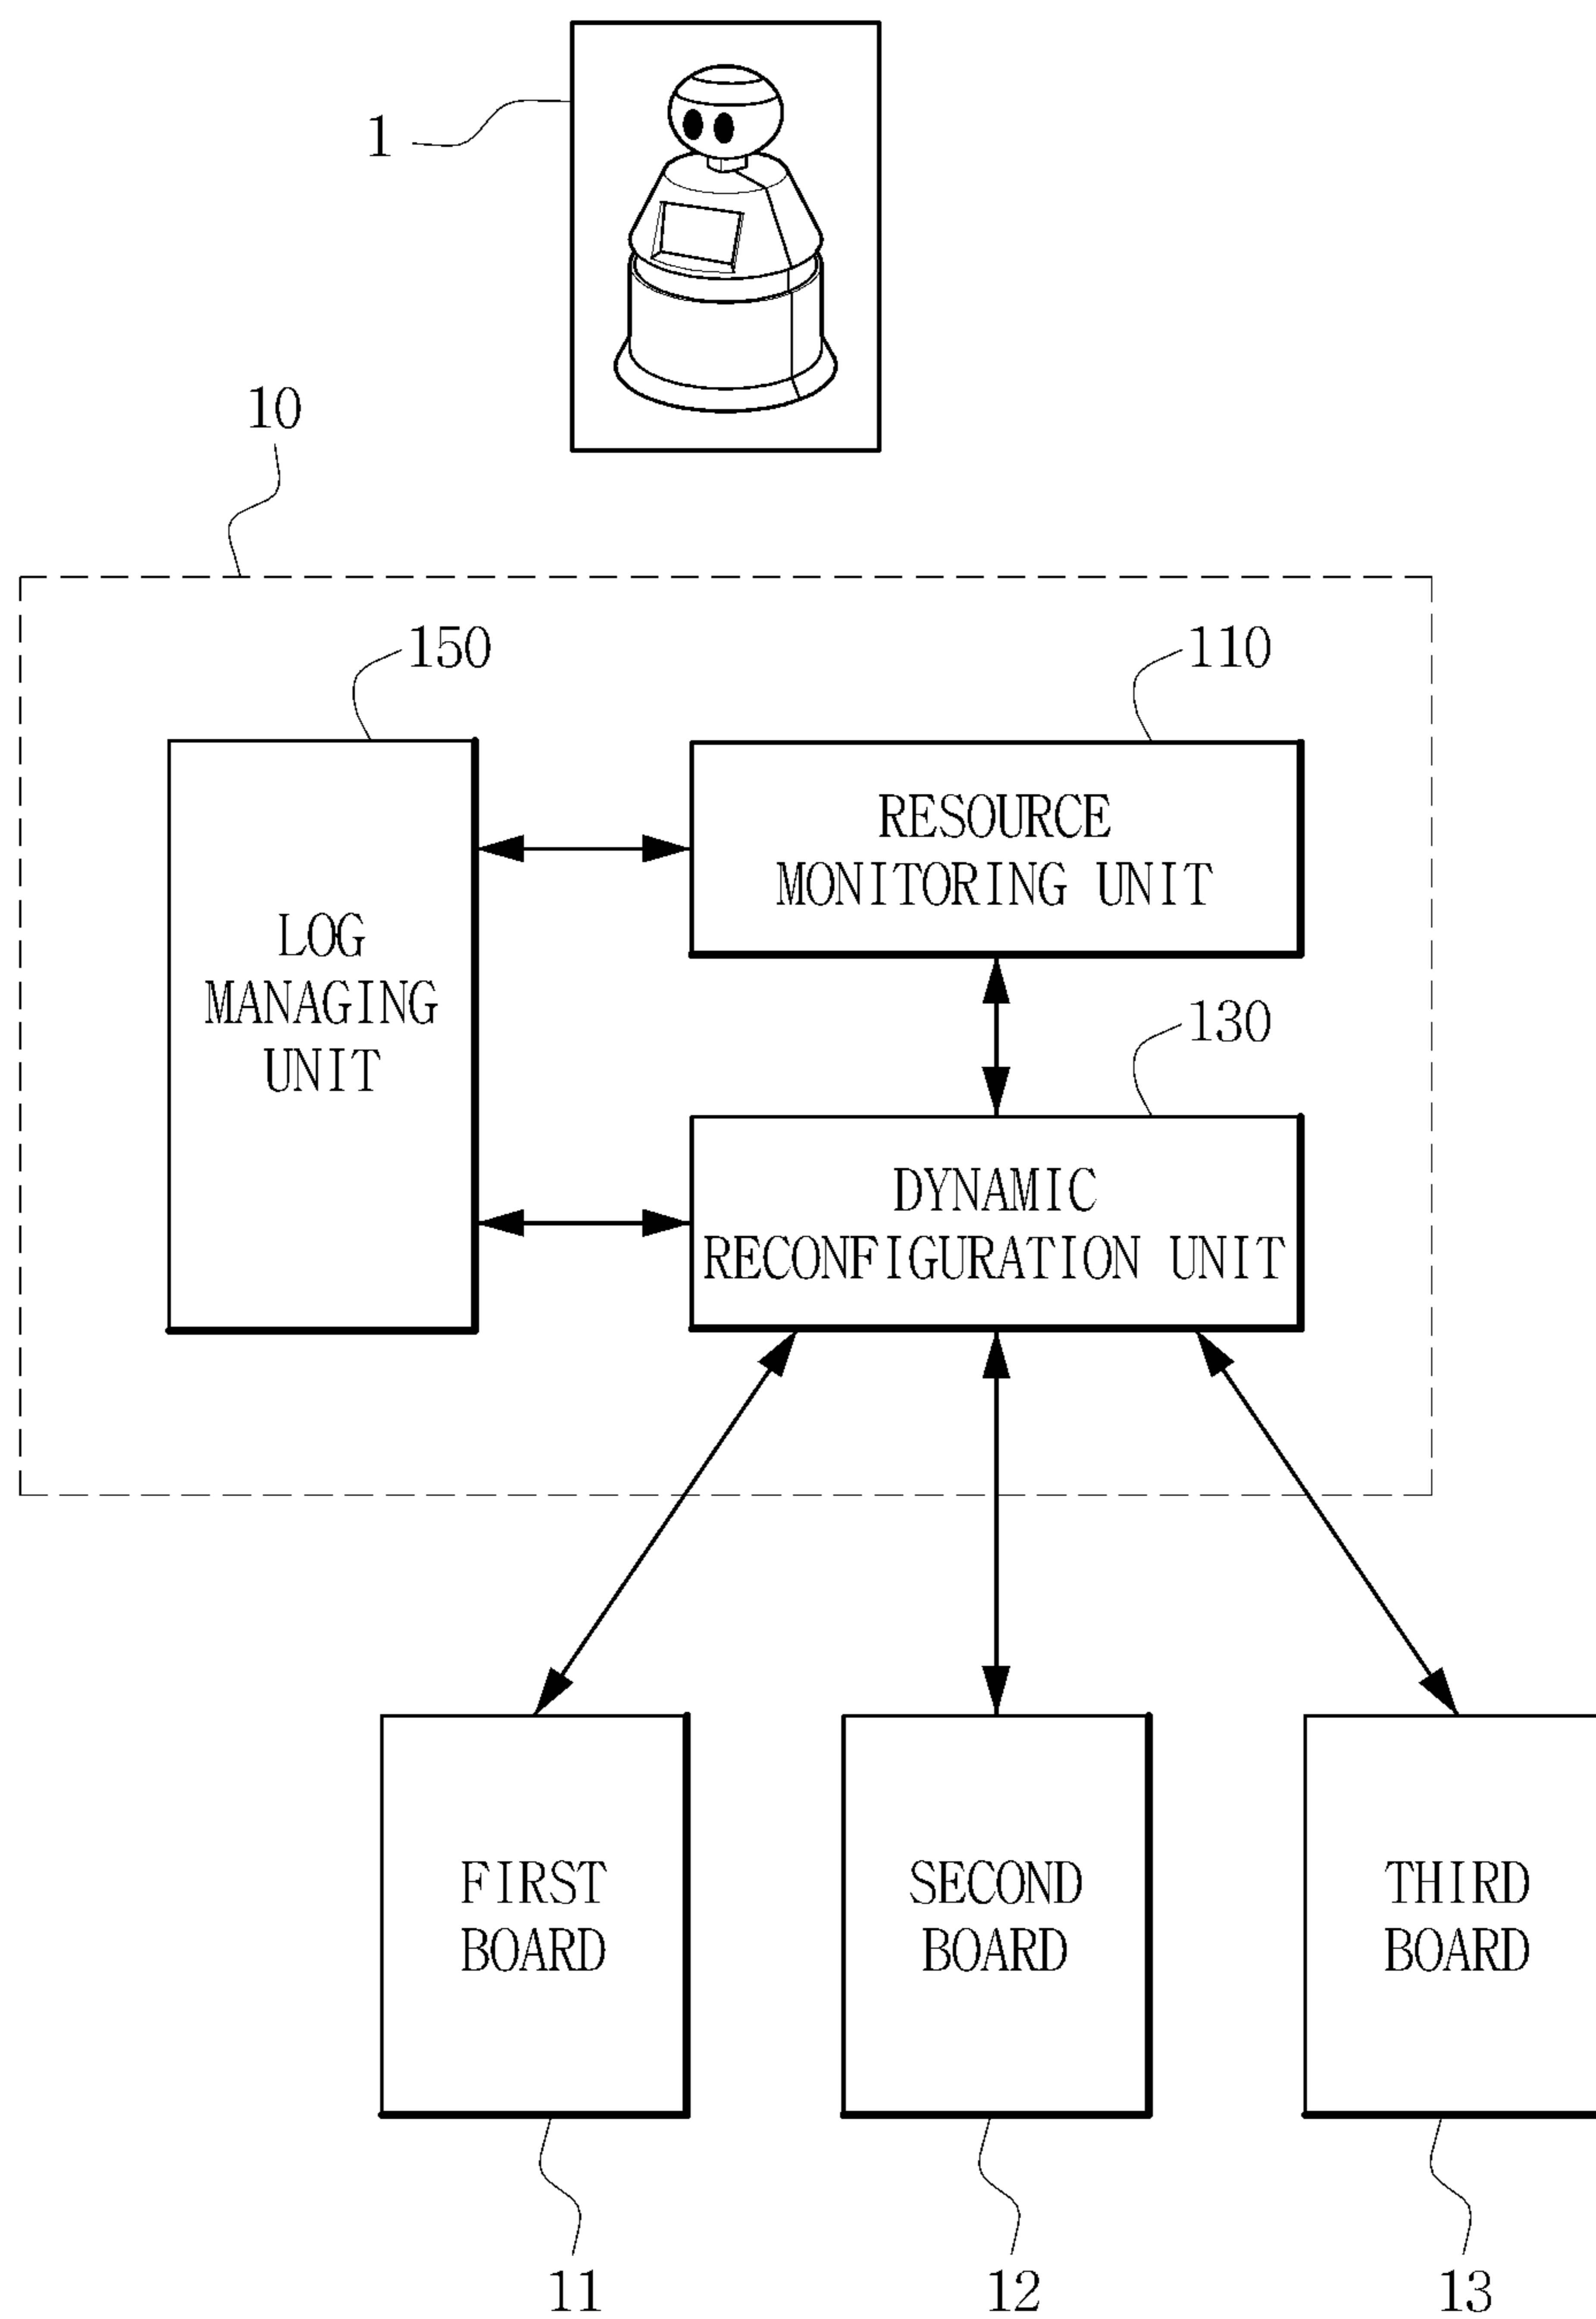 1
10
150
110
RESOURCE
MONITORING UNIT
LOG
MANAGING
UNIT
130
DYNAMIC
RECONFIGURATION UNIT
FIRST
BOARD
SECOND
BOARD
THIRD
BOARD
11
12
13